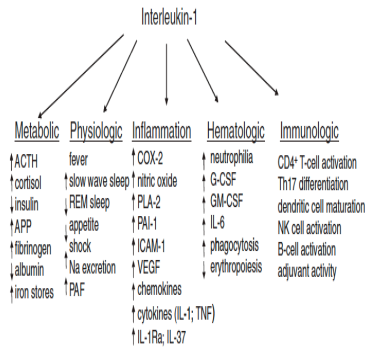 Interleukin-1
Metabolic
↑ACTH
↑cortisol
↓insulin
↑APP
↑fibrinogen
↓albumin
↑iron stores
Physiologic
fever
↑slow wave sleep
↓REM sleep
↓appetite
shock
↑Na excretion
↑PAF
Inflammation
↑COX-2
↑nitric oxide
↑PLA-2
↑PAI-1
↑ICAM-1
↑VEGF
↑chemokines
↑cytokines (IL-1; TNF)
↑IL-1Ra; IL-37
Hematologic
↑neutrophilia
↑G-CSF
↑GM-CSF
↑IL-6
↑phagocytosis
↓erythropoiesis
Immunologic
CD4⁺ T-cell activation
Th17 differentiation
dendritic cell maturation
NK cell activation
B-cell activation
adjuvant activity